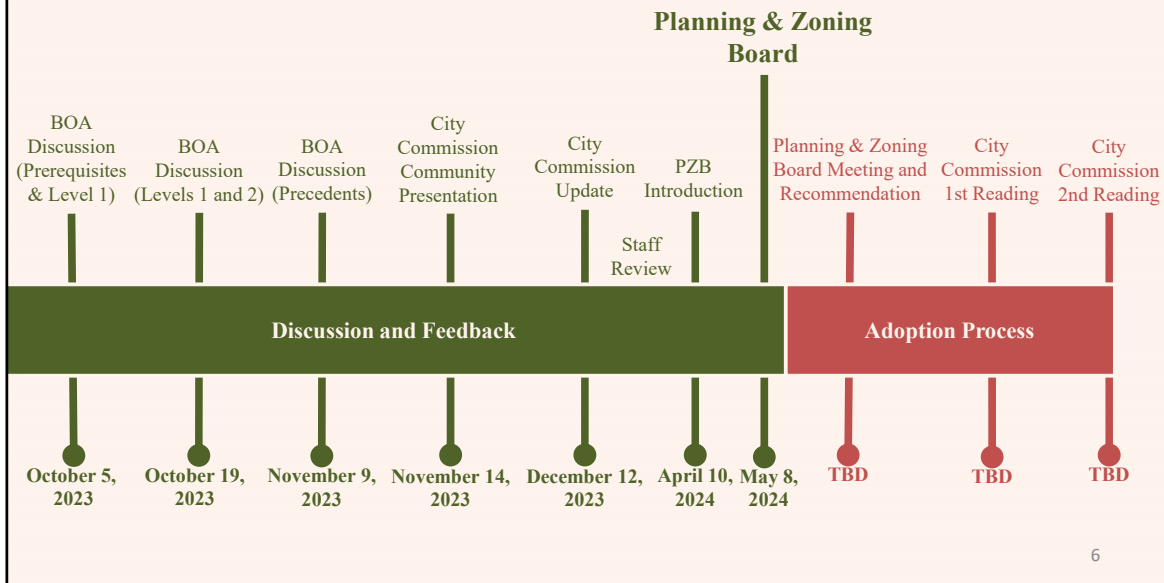 Planning & Zoning
Board
BOA
Discussion
(Prerequisites
& Level 1)
BOA
Discussion
(Levels 1 and 2)
BOA
Discussion
(Precedents)
City
Commission
Community
Presentation
City
Commission
Update
Staff
Review
PZB
Introduction
Planning & Zoning
Board Meeting and
Recommendation
City
Commission
1st Reading
City
Commission
2nd Reading
Discussion and Feedback
Adoption Process
October 5,
2023
October 19,
2023
November 9,
2023
November 14,
2023
December 12,
2023
April 10,
2024
May 8,
2024
TBD
TBD
TBD
6